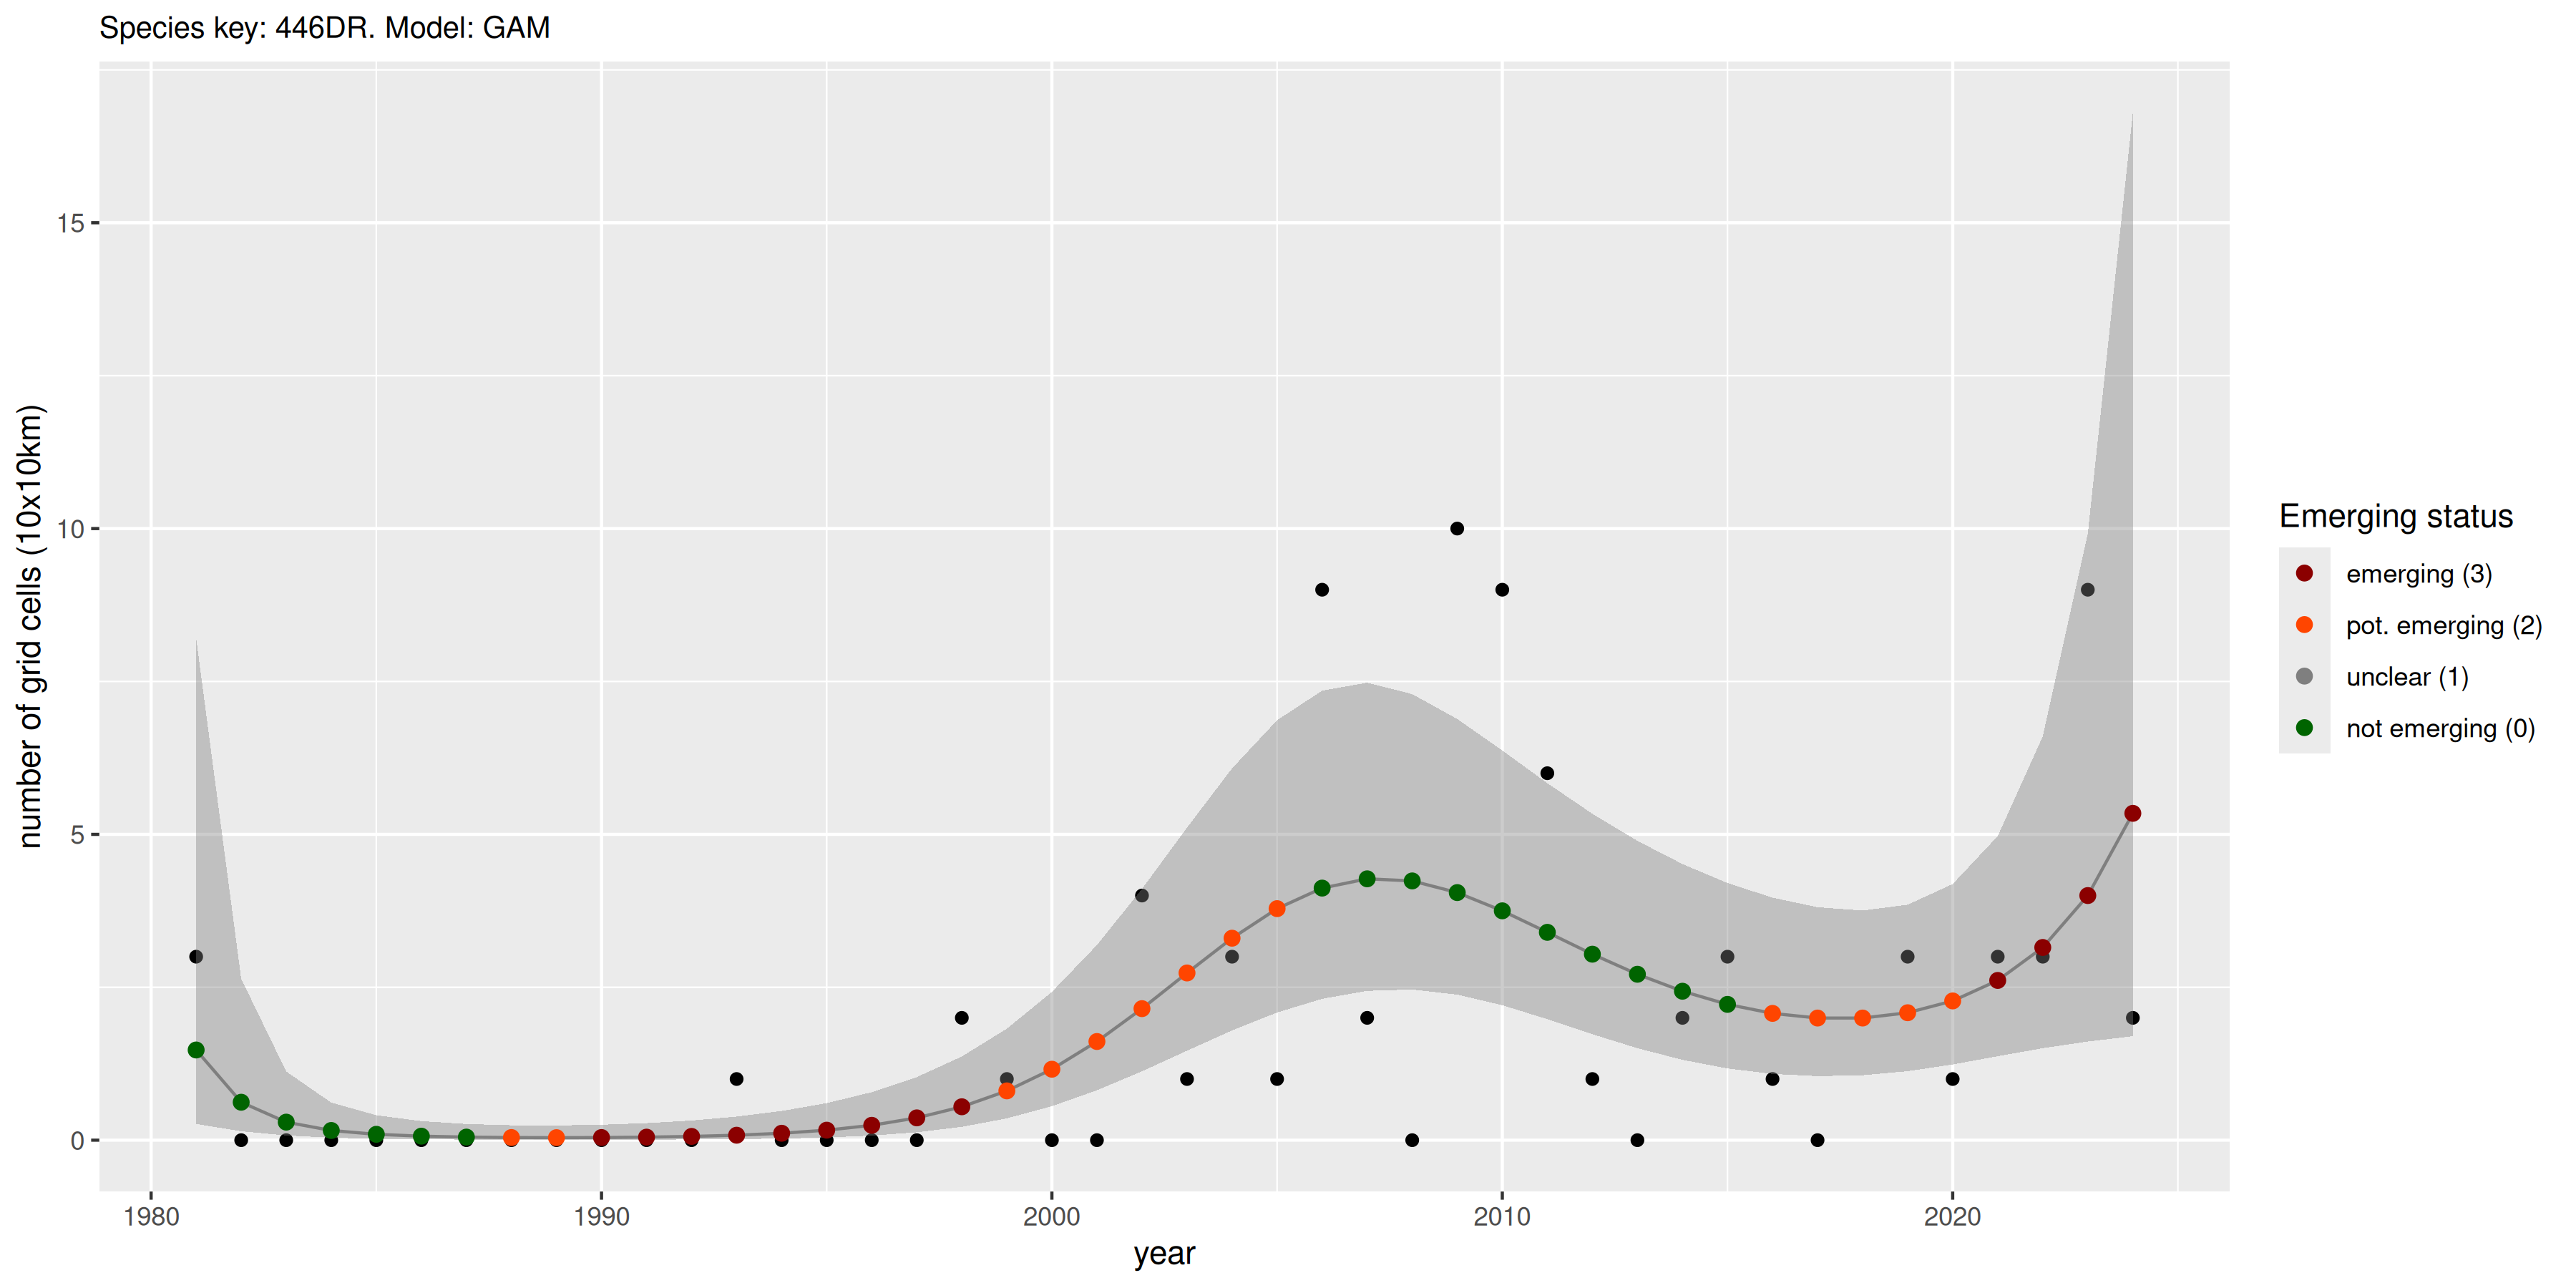 Species key: 446DR. Model: GAM
number of grid cells (10x10km)
15
10
5
0
1980
1990
2000
2010
2020
year
Emerging status
emerging (3)
pot. emerging (2)
unclear (1)
not emerging (0)